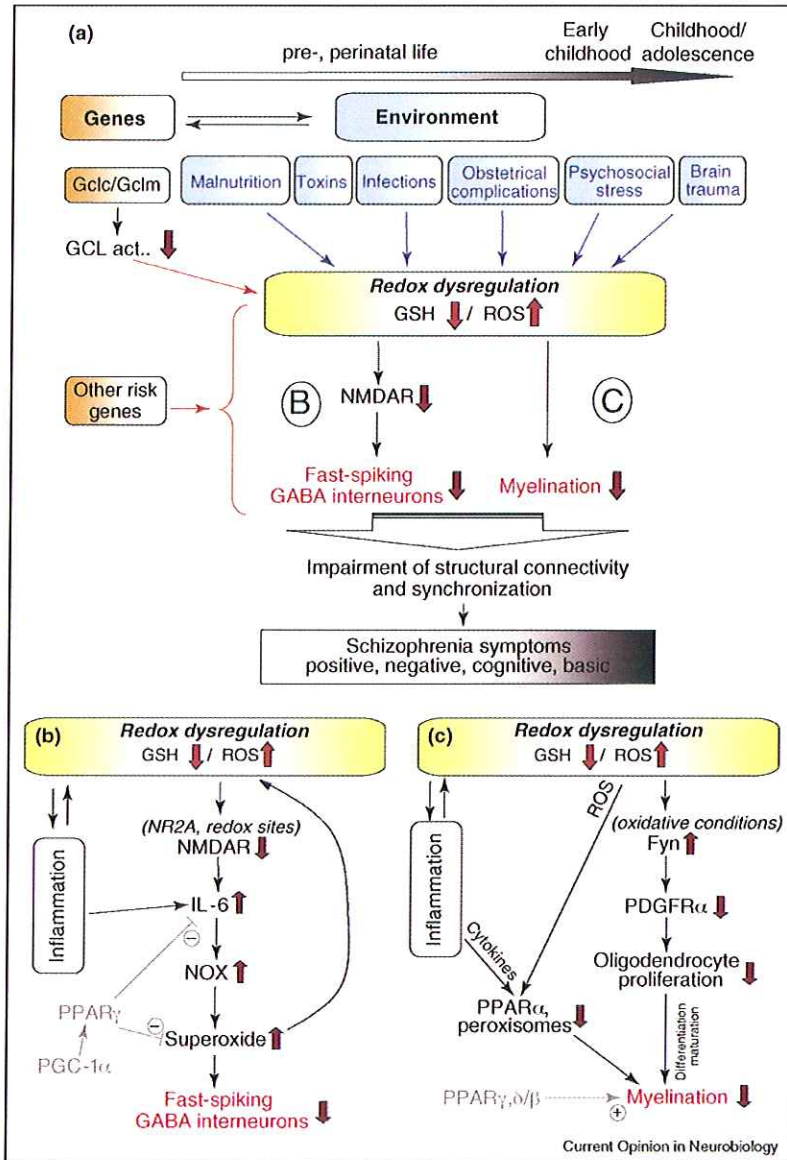 (a)
pre-, perinatal life
Early
childhood
Childhood/
adolescence
Genes
Environment
Gclc/Gclm
Malnutrition
Toxins
Infections
Obstetrical
complications
Psychosocial
stress
Brain
trauma
GCL act..
Redox dysregulation
GSH / ROS
Other risk
genes
B
NMDAR
C
Fast-spiking
GABA interneurons
Myelination
Impairment of structural connectivity
and synchronization
Schizophrenia symptoms
positive, negative, cognitive, basic
(b)
Redox dysregulation
GSH / ROS
(NR2A, redox sites)
NMDAR
Inflammation
IL-6
−
NOX
PPARγ
−
Superoxide
PGC-1α
Fast-spiking
GABA interneurons
(c)
Redox dysregulation
GSH / ROS
ROS
(oxidative conditions)
Fyn
Inflammation
PDGFRα
Cytokines
Oligodendrocyte
proliferation
PPARα,
peroxisomes
Differentiation
maturation
PPARγ,δ/β
+
Myelination
Current Opinion in Neurobiology